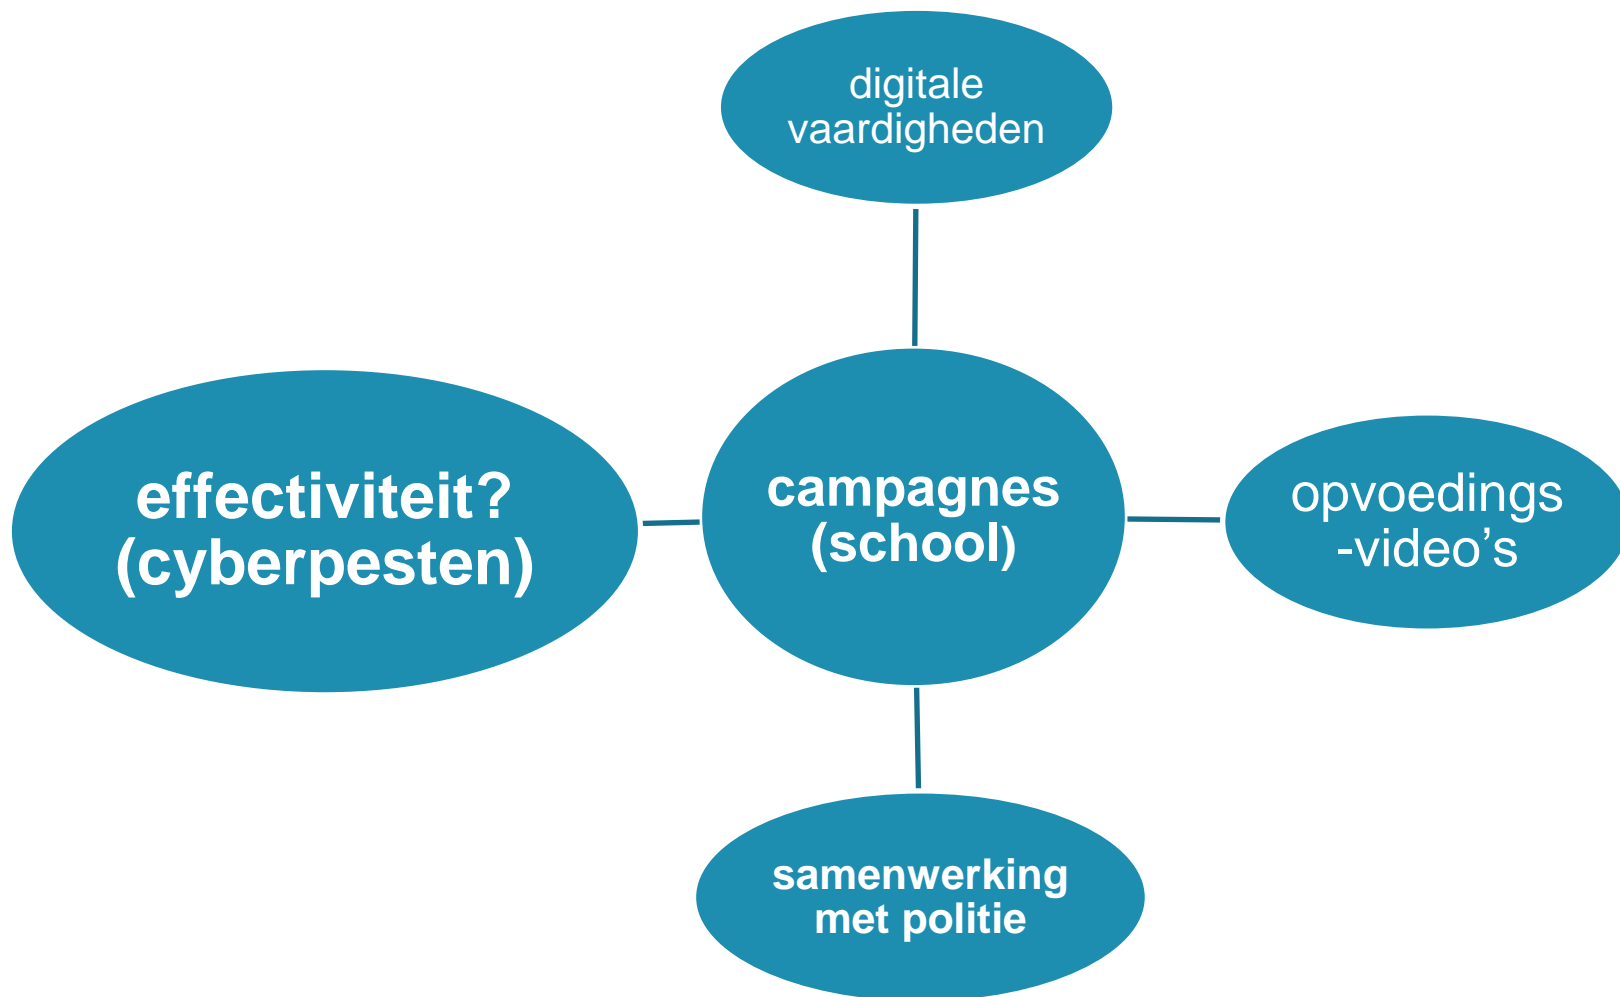 digitale
vaardigheden
effectiviteit?
(cyberpesten)
campagnes
(school)
opvoedings
-video’s
samenwerking
met politie